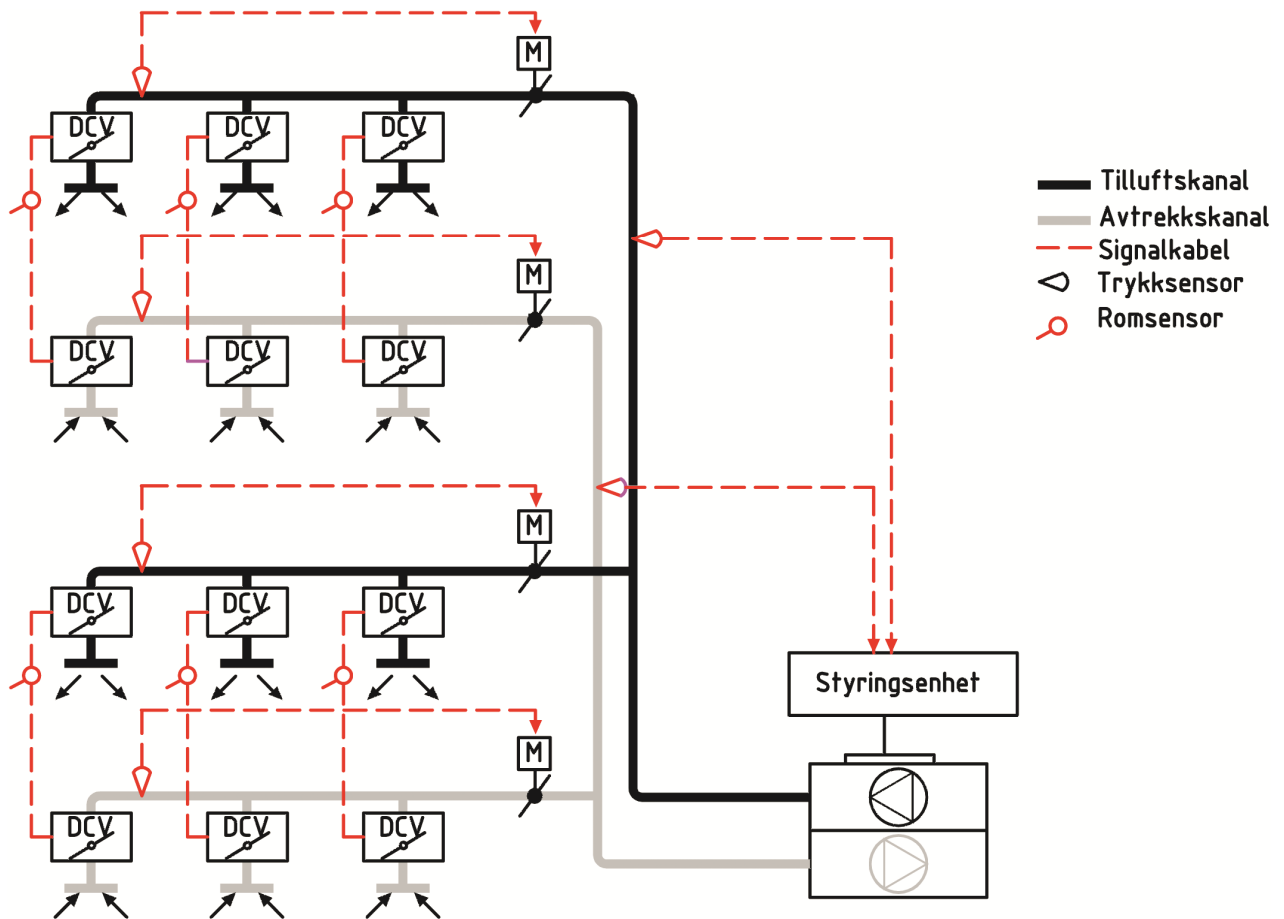 M
DCV DCV DCV
M
DCV DCV DCV
M
DCV DCV DCV
M
DCV DCV DCV
Tilluftskanal
Avtrekkskanal
Signalkabel
Trykksensor
Romsensor
Styringsenhet